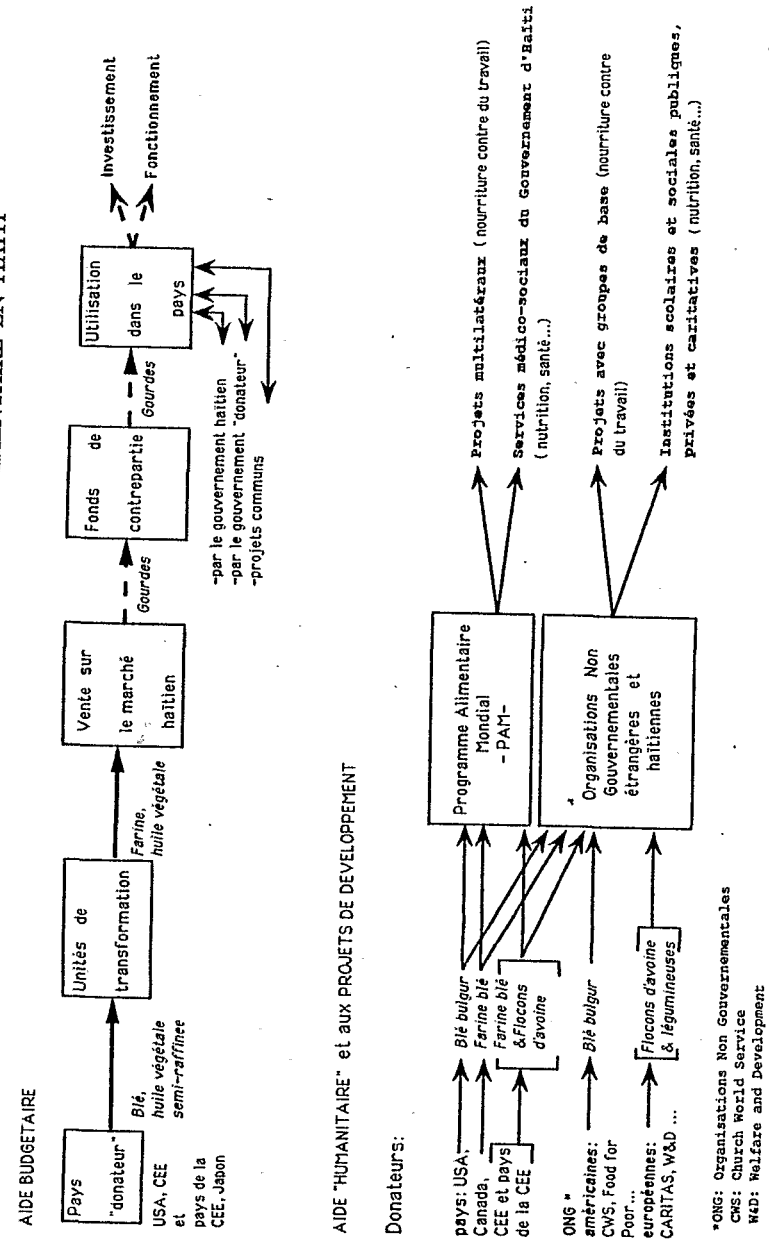 AIDE BUDGETAIRE
Pays
"donateur"
USA, CEE
et
pays de la
CEE, Japon
Blé,
huile végétale
semi-raffinee
Unités de
transformation
Farine,
huile végétale
Vente sur
le marché
haïtien
Gourdes
Fonds de
contrepartie
Gourdes
Utilisation
dans le
pays
Investissement
Fonctionnement
-par le gouvernement haïtien
-par le gouvernement "donateur"
-projets communs
AIDE "HUMANITAIRE" et aux PROJETS DE DEVELOPPEMENT
Donateurs:
pays: USA,
Canada,
CEE et pays
de la CEE
Blé bulgur
Farine blé
Farine blé
&Flocons
d'avoine
ONG *
américaines:
CWS, Food for
Poor...
européennes:
CARITAS, W&D ...
Blé bulgur
Flocons d'avoine
& légumineuses
Programme Alimentaire
Mondial
- PAM-
* Organisations Non
Gouvernementales
étrangères et
haïtiennes
Projets multilatéraux (nourriture contre du travail)
Services médico-sociaux du Gouvernement d'Haïti
( nutrition, santé...)
Projets avec groupes de base (nourriture contre
du travail)
Institutions scolaires et sociales publiques,
privées et caritatives ( nutrition, santé...)
*ONG: Organisations Non Gouvernementales
CWS: Church World Service
W&D: Welfare and Development